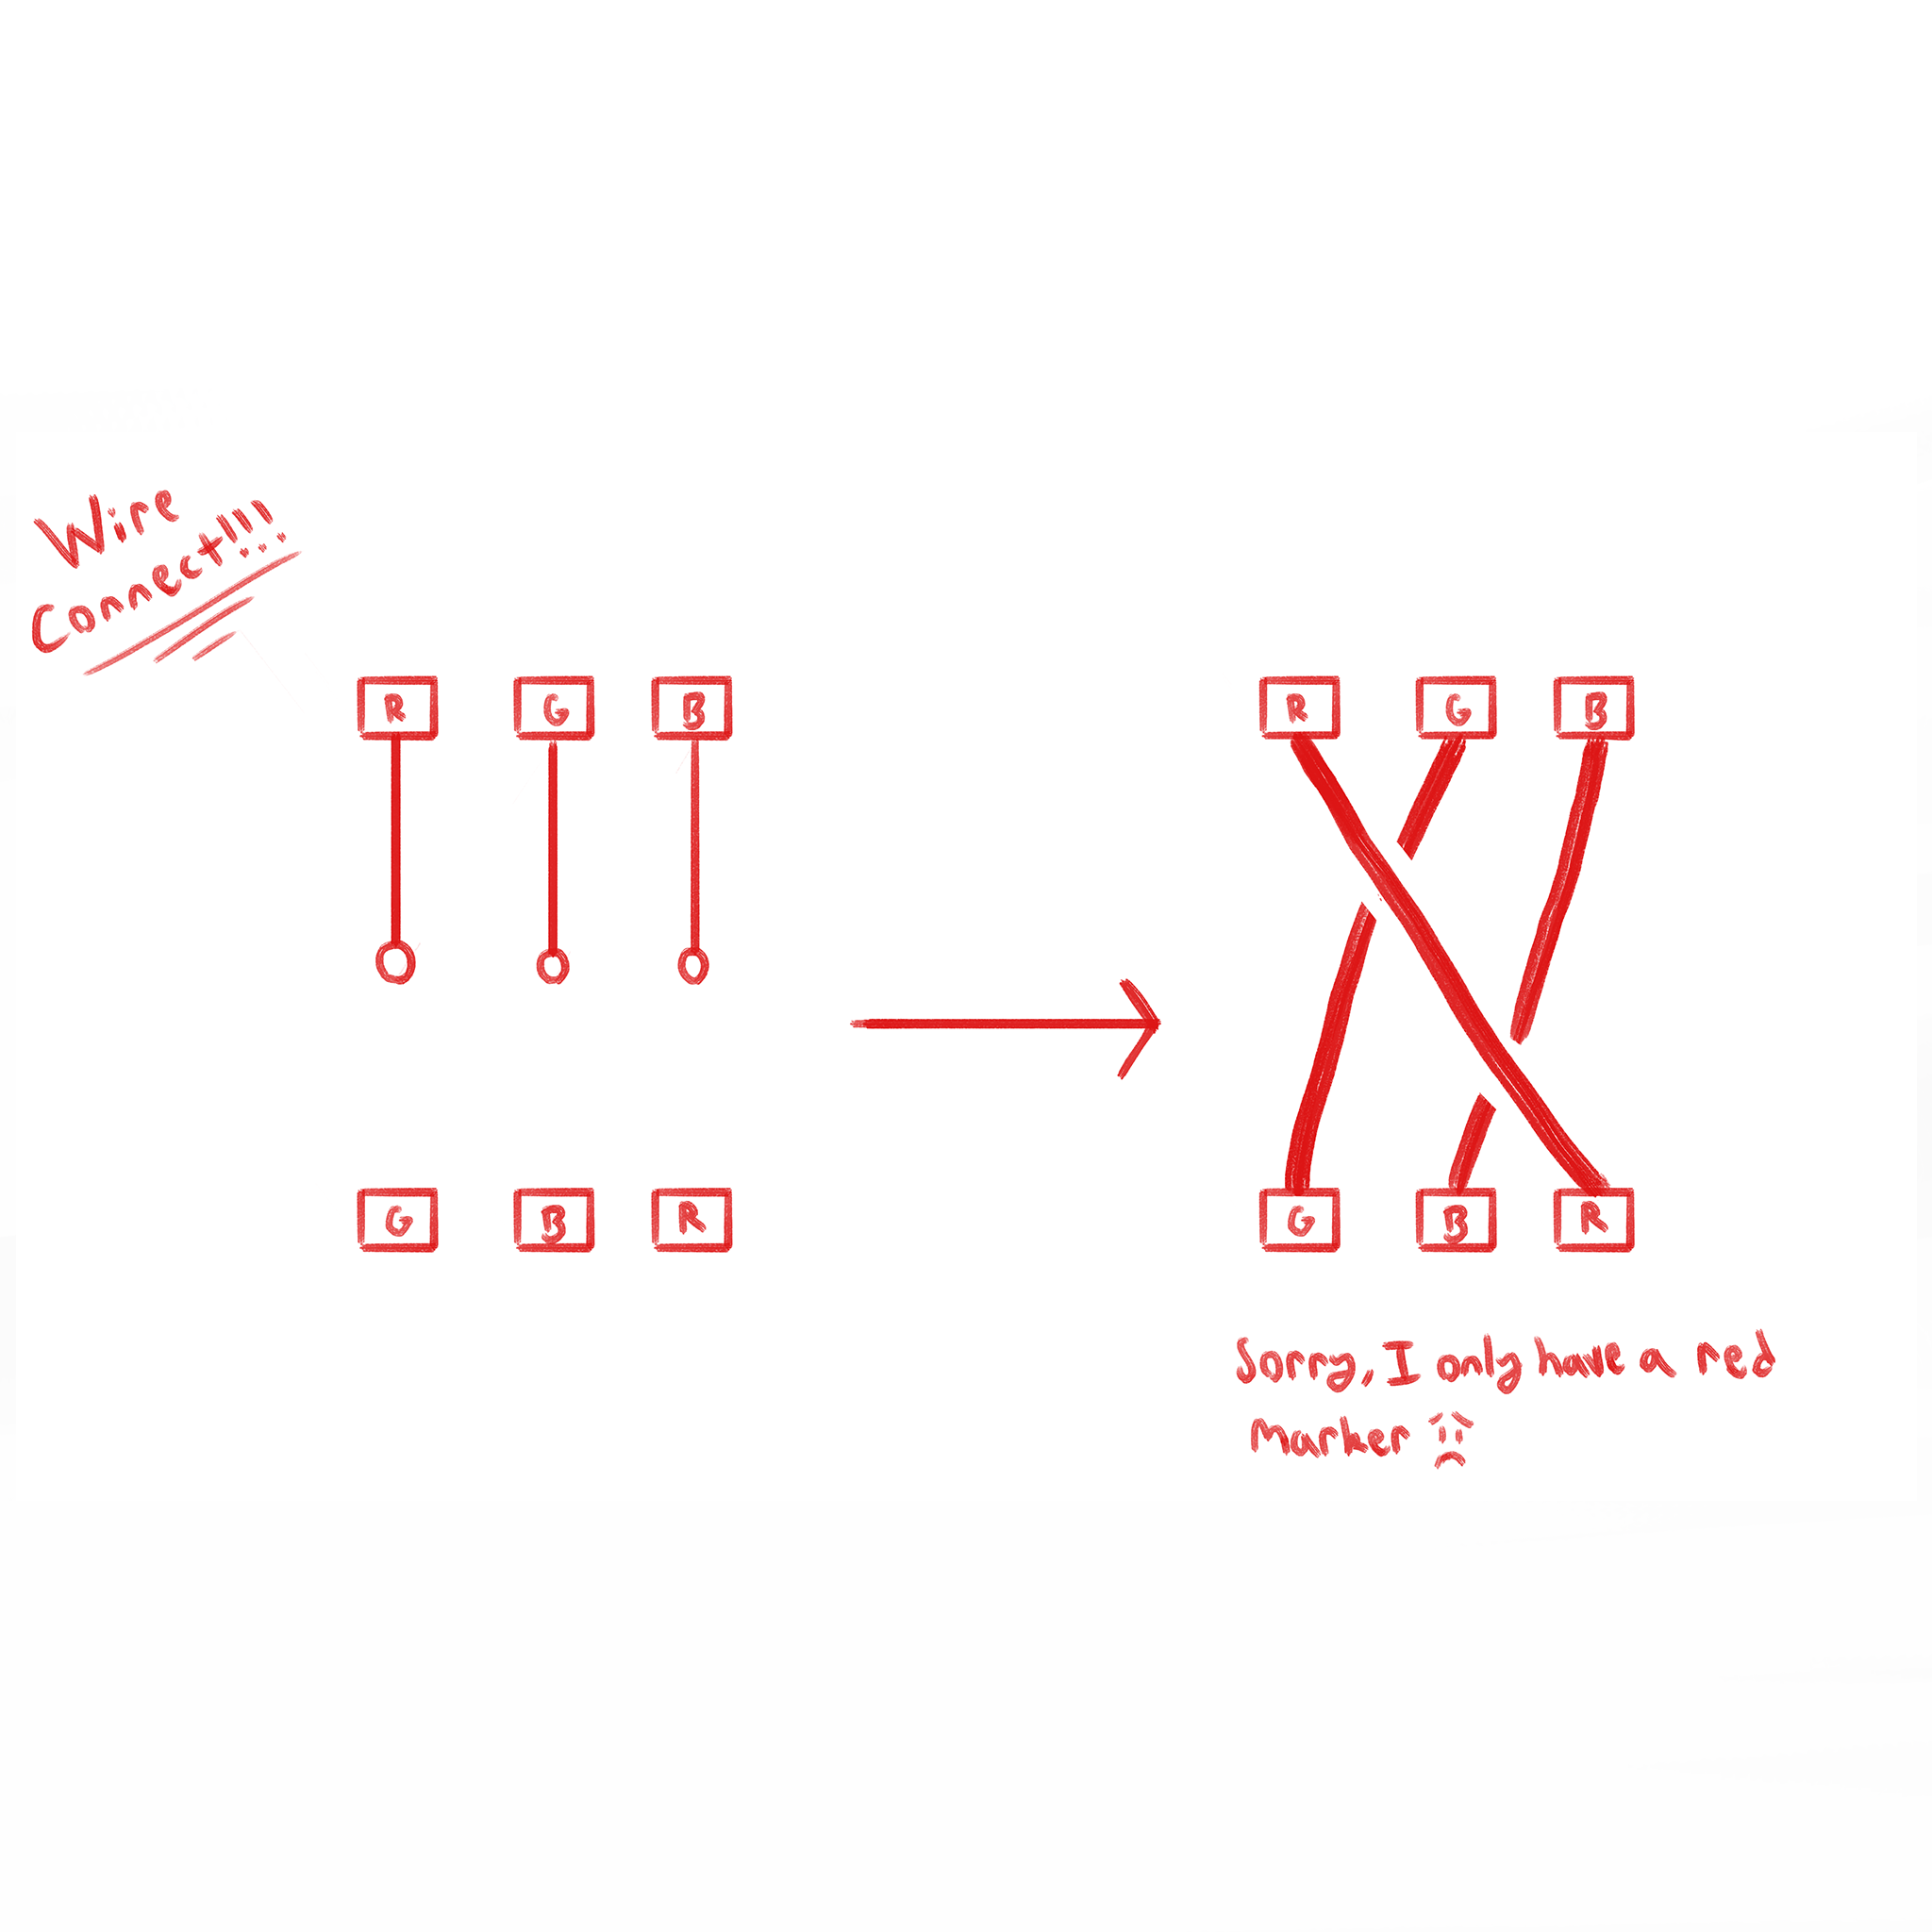 Wire
Connect!!!
R G B
R G B
G B R
G B R
Sorry, I only have a red
Marker